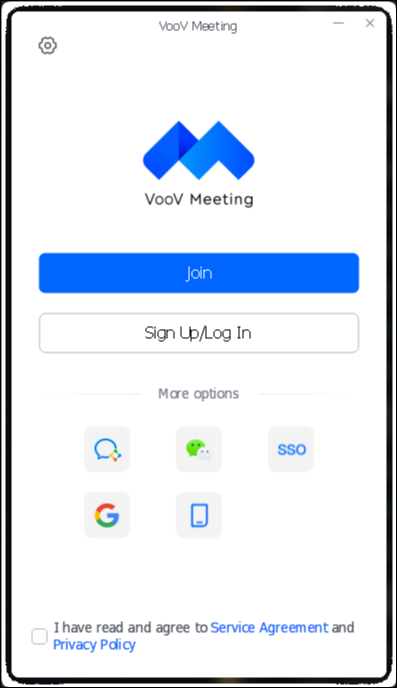 VooV Meeting
VooV Meeting
Join
Sign Up/Log In
More options
SSO
I have read and agree to Service Agreement and
Privacy Policy